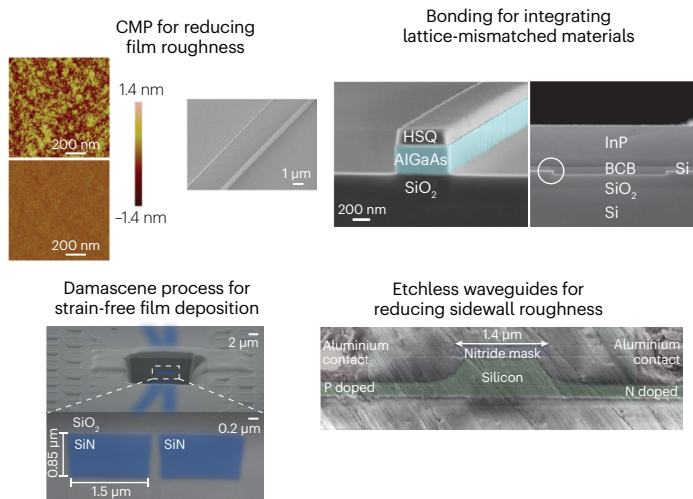 CMP for reducing
film roughness
1.4 nm
200 nm
–1.4 nm
200 nm
1 µm
Bonding for integrating
lattice-mismatched materials
HSQ
AlGaAs
SiO2
200 nm
InP
BCB
Si
SiO2
Si
Damascene process for
strain-free film deposition
2 µm
SiO2
0.2 µm
SiN
SiN
0.85 µm
1.5 µm
Etchless waveguides for
reducing sidewall roughness
1.4 µm
Aluminium
contact
Nitride mask
Aluminium
contact
Silicon
P doped
N doped